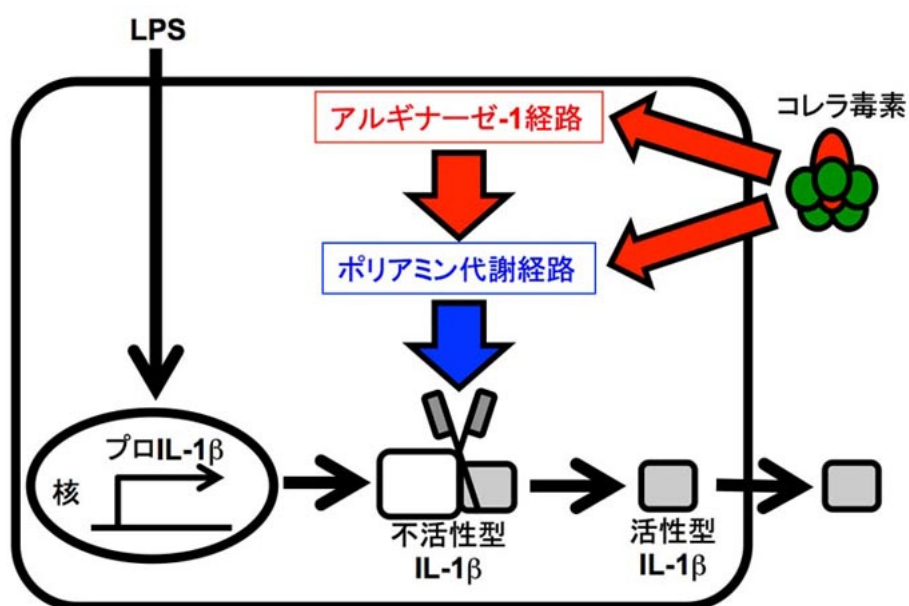 LPS
アルギナーゼ-1経路
コレラ毒素
ポリアミン代謝経路
プロIL-1β
核
不活性型
IL-1β
活性型
IL-1β